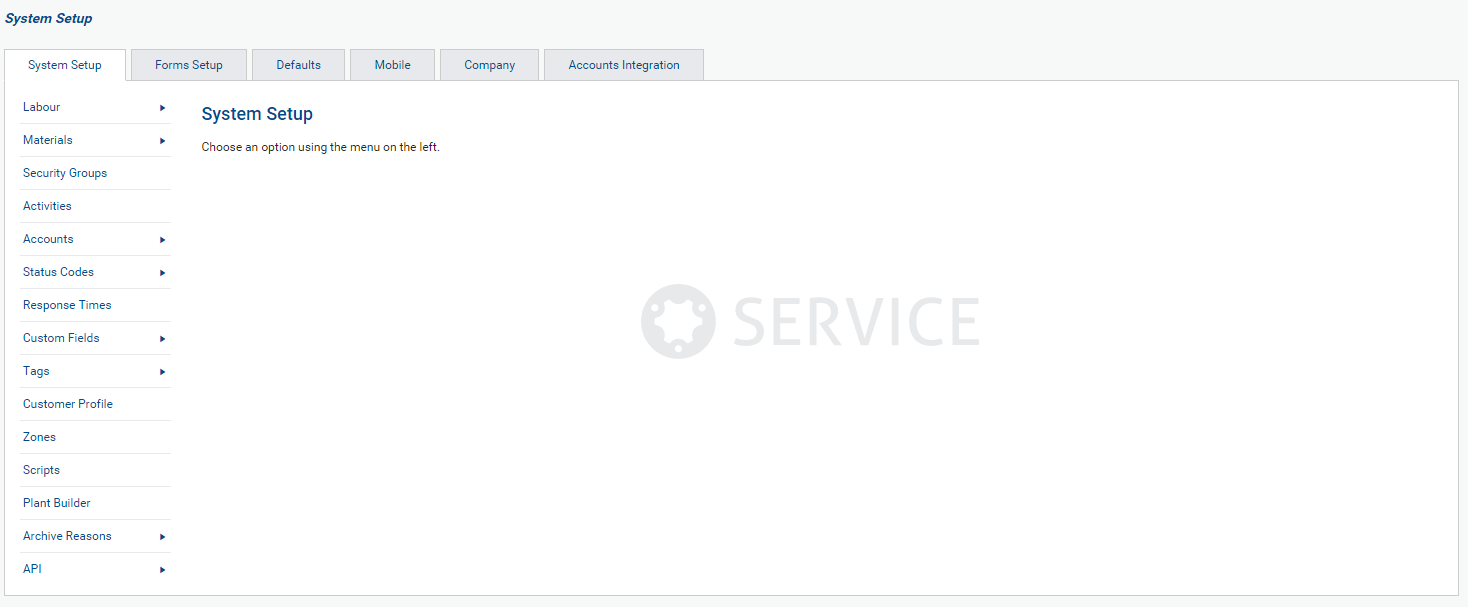 System Setup
System Setup Forms Setup Defaults Mobile Company Accounts Integration
Labour
Materials
Security Groups
Activities
Accounts
Status Codes
Response Times
Custom Fields
Tags
Customer Profile
Zones
Scripts
Plant Builder
Archive Reasons
API
System Setup
Choose an option using the menu on the left.
SERVICE